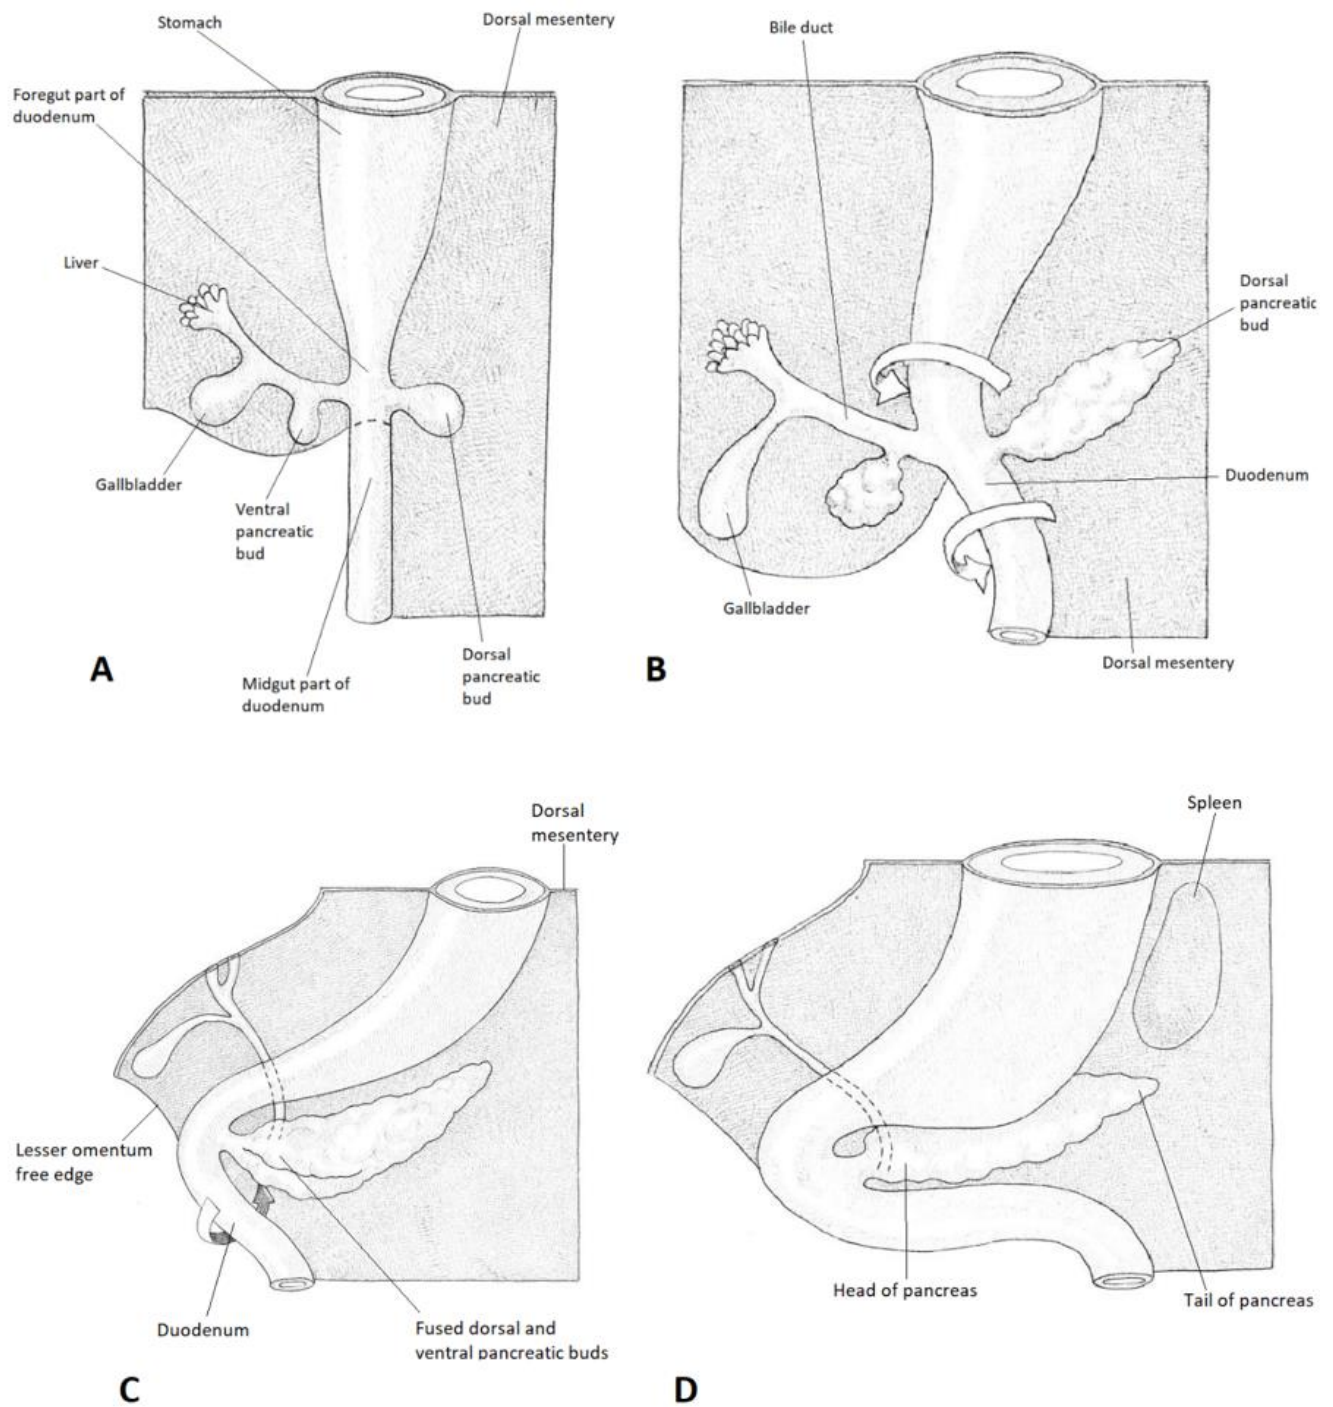 Stomach
Dorsal mesentery
Foregut part of
duodenum
Liver
Gallbladder
Ventral
pancreatic
bud
Midgut part of
duodenum
Dorsal
pancreatic
bud
A
Bile duct
Dorsal
pancreatic
bud
Duodenum
Gallbladder
Dorsal mesentery
B
Dorsal
mesentery
Lesser omentum
free edge
Duodenum
Fused dorsal and
ventral pancreatic buds
C
Spleen
Head of pancreas
Tail of pancreas
D